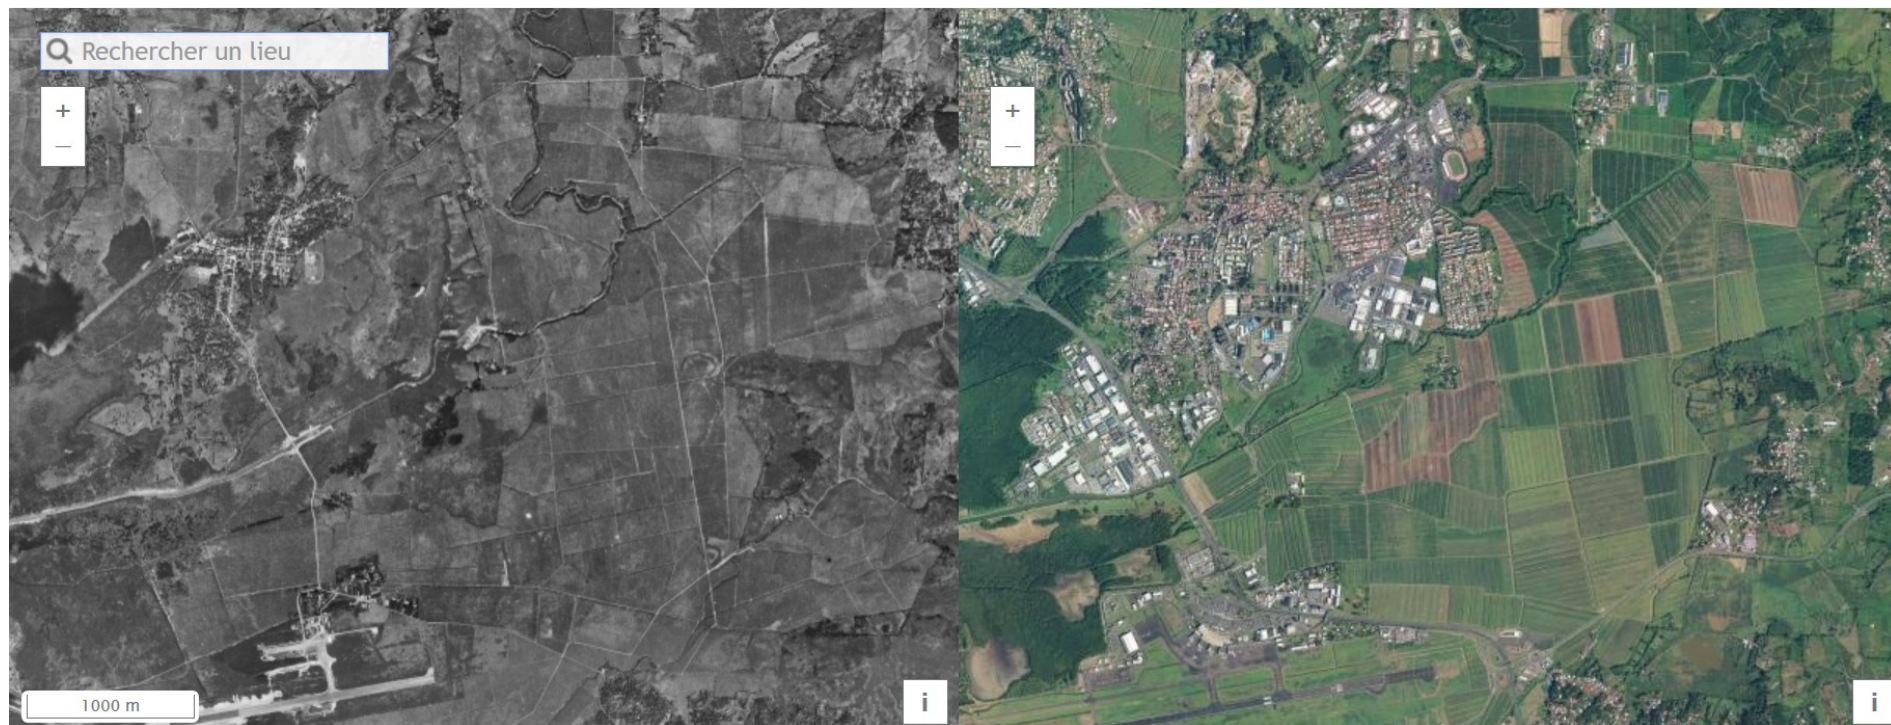 Rechercher un lieu
+
–
1000 m
i
+
–
i